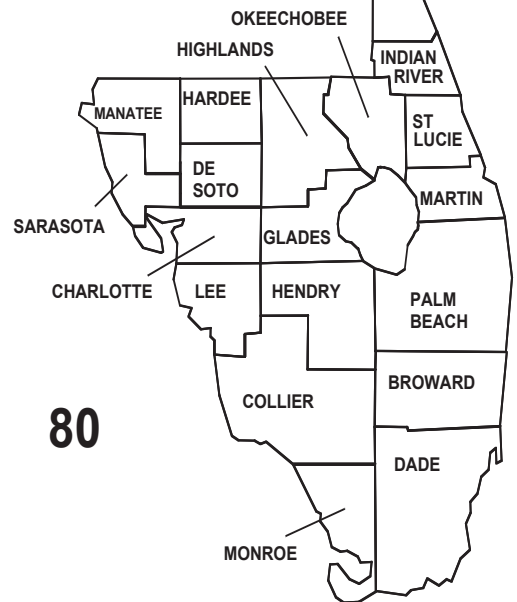 OKEECHOBEE
HIGHLANDS
INDIAN
RIVER
MANATEE
HARDEE
ST
LUCIE
DE
SOTO
MARTIN
SARASOTA
GLADES
CHARLOTTE
LEE
HENDRY
PALM
BEACH
BROWARD
COLLIER
80
DADE
MONROE